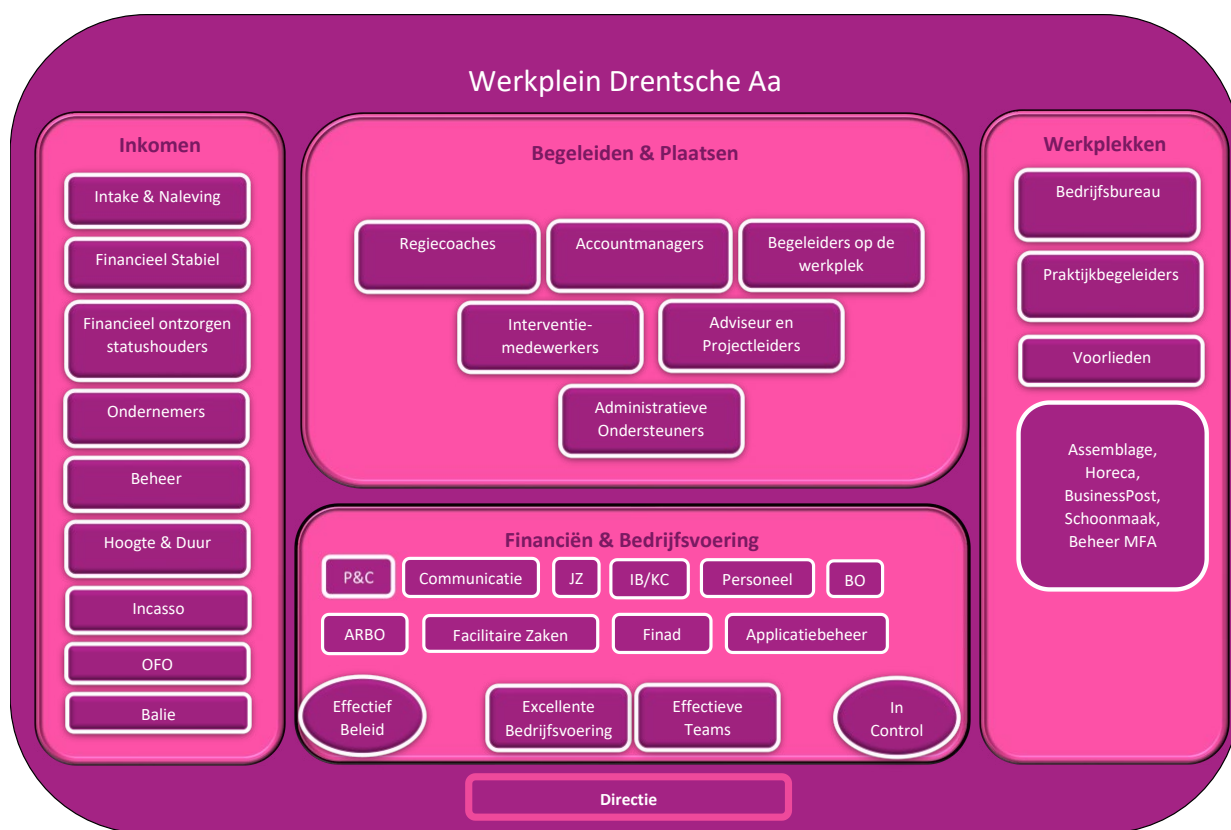 Werkplein Drentsche Aa
Inkomen
Intake & Naleving
Financieel Stabiel
Financieel ontzorgen
statushouders
Ondernemers
Beheer
Hoogte & Duur
Incasso
OFO
Balie
Begeleiden & Plaatsen
Regiecoaches
Accountmanagers
Begeleiders op de
werkplek
Interventie-
medewerkers
Adviseur en
Projectleiders
Administratieve
Ondersteuners
Financiën & Bedrijfsvoering
P&C
Communicatie
JZ
IB/KC
Personeel
BO
ARBO
Facilitaire Zaken
Finad
Applicatiebeheer
Effectief
Beleid
Excellente
Bedrijfsvoering
Effectieve
Teams
In
Control
Werkplekken
Bedrijfsbureau
Praktijkbegeleiders
Voorlieden
Assemblage,
Horeca,
BusinessPost,
Schoonmaak,
Beheer MFA
Directie